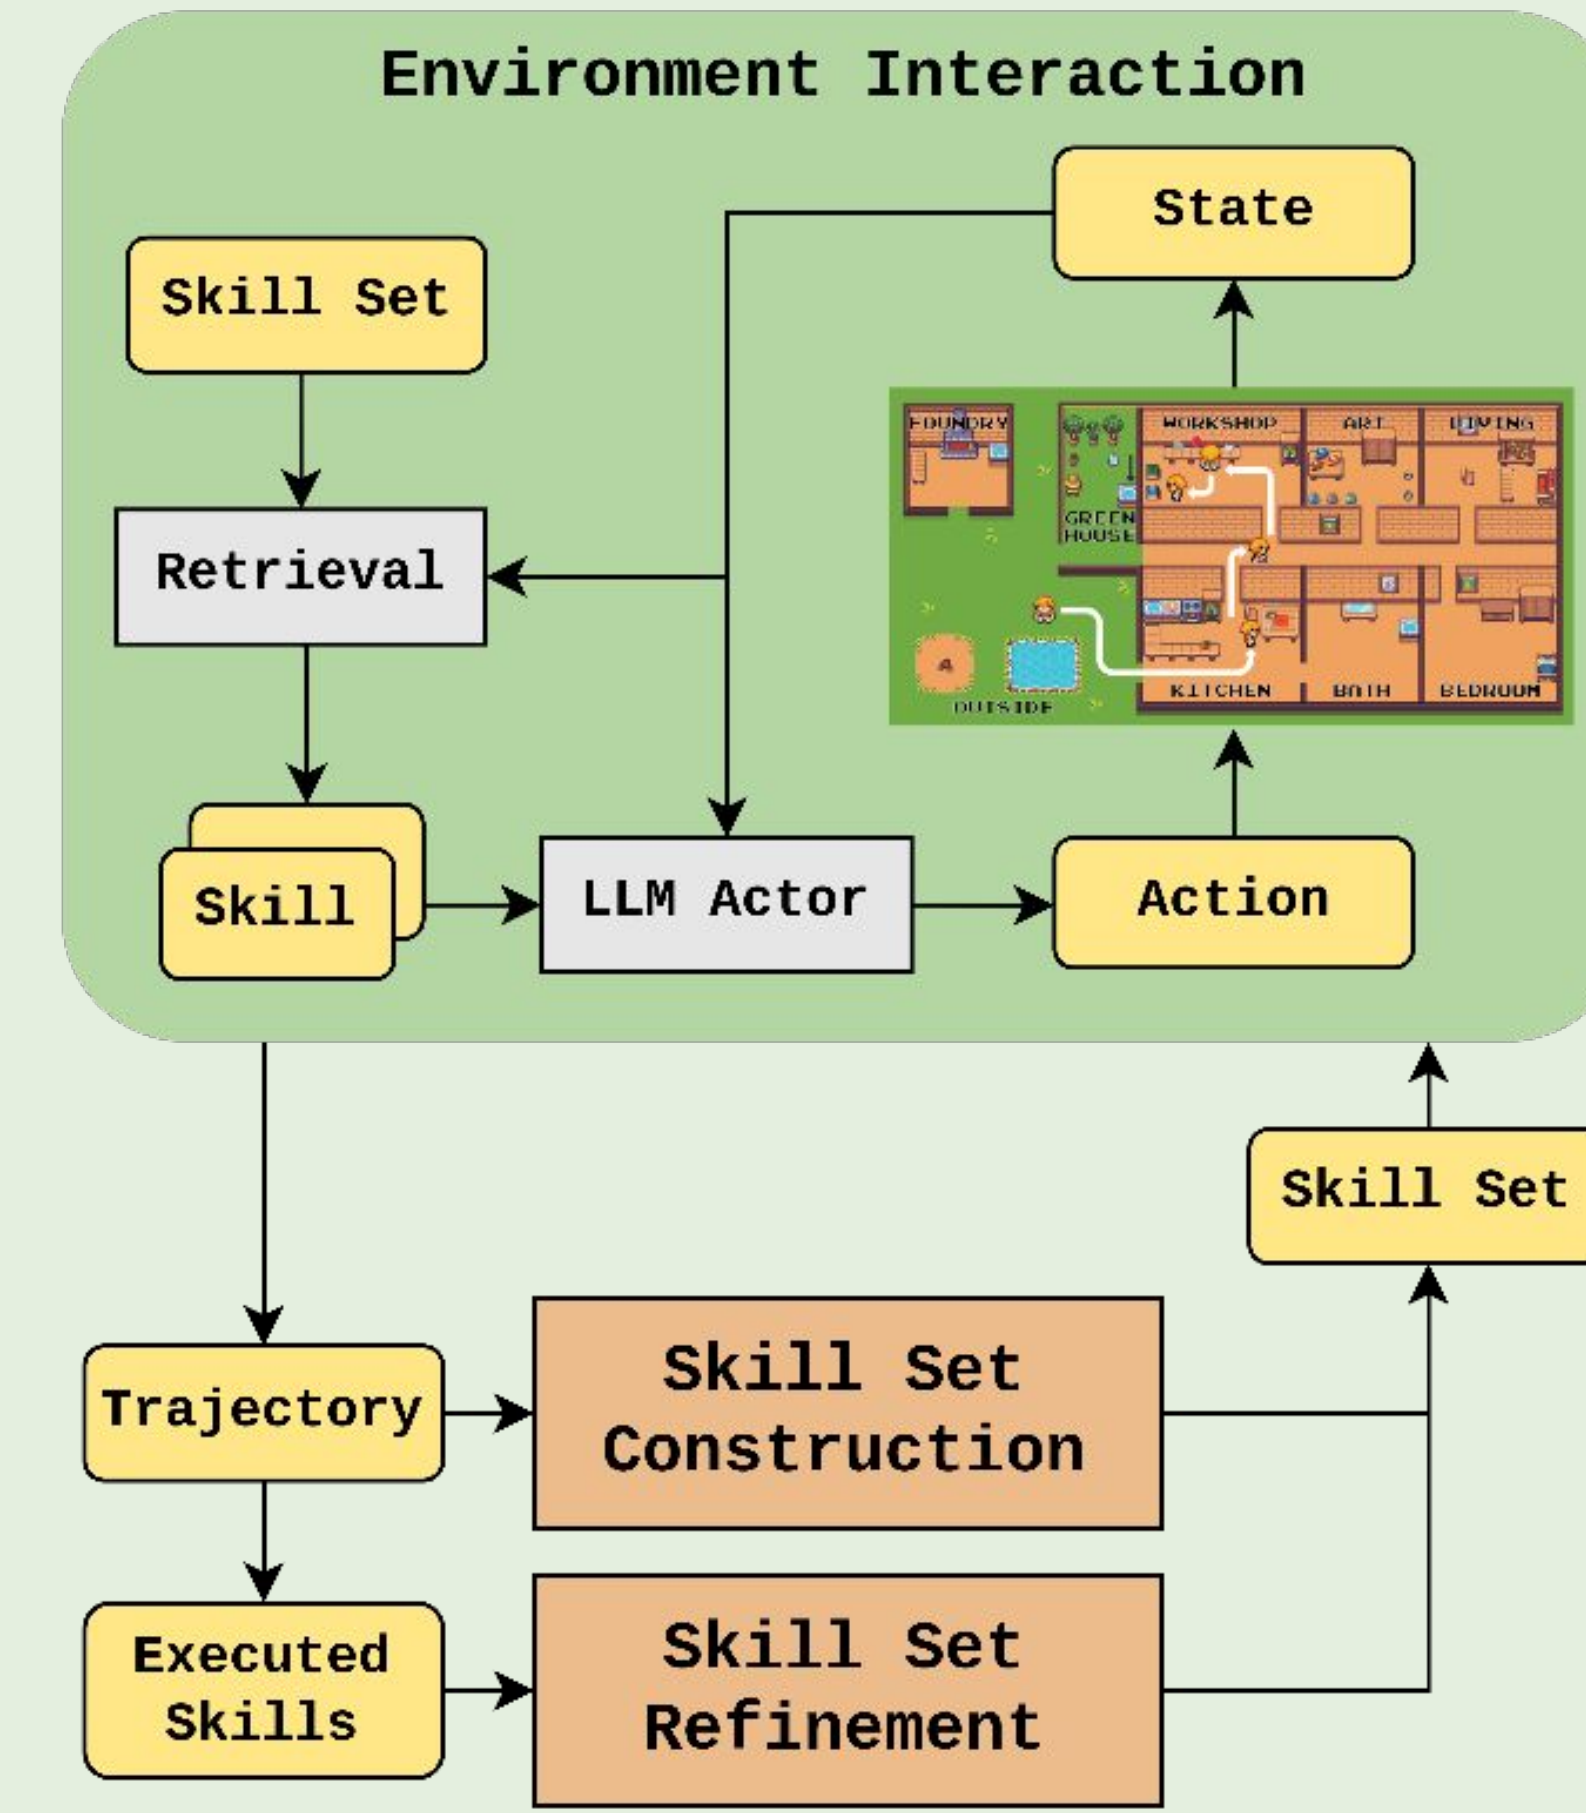 Environment Interaction
State
Skill Set
Retrieval
FOUNDRY
WORKSHOP
ART
LIVING
GREEN
HOUSE
KITCHEN
BATH
BEDROOM
OUTSIDE
Skill
LLM Actor
Action
Skill Set
Trajectory
Skill Set
Construction
Executed
Skills
Skill Set
Refinement